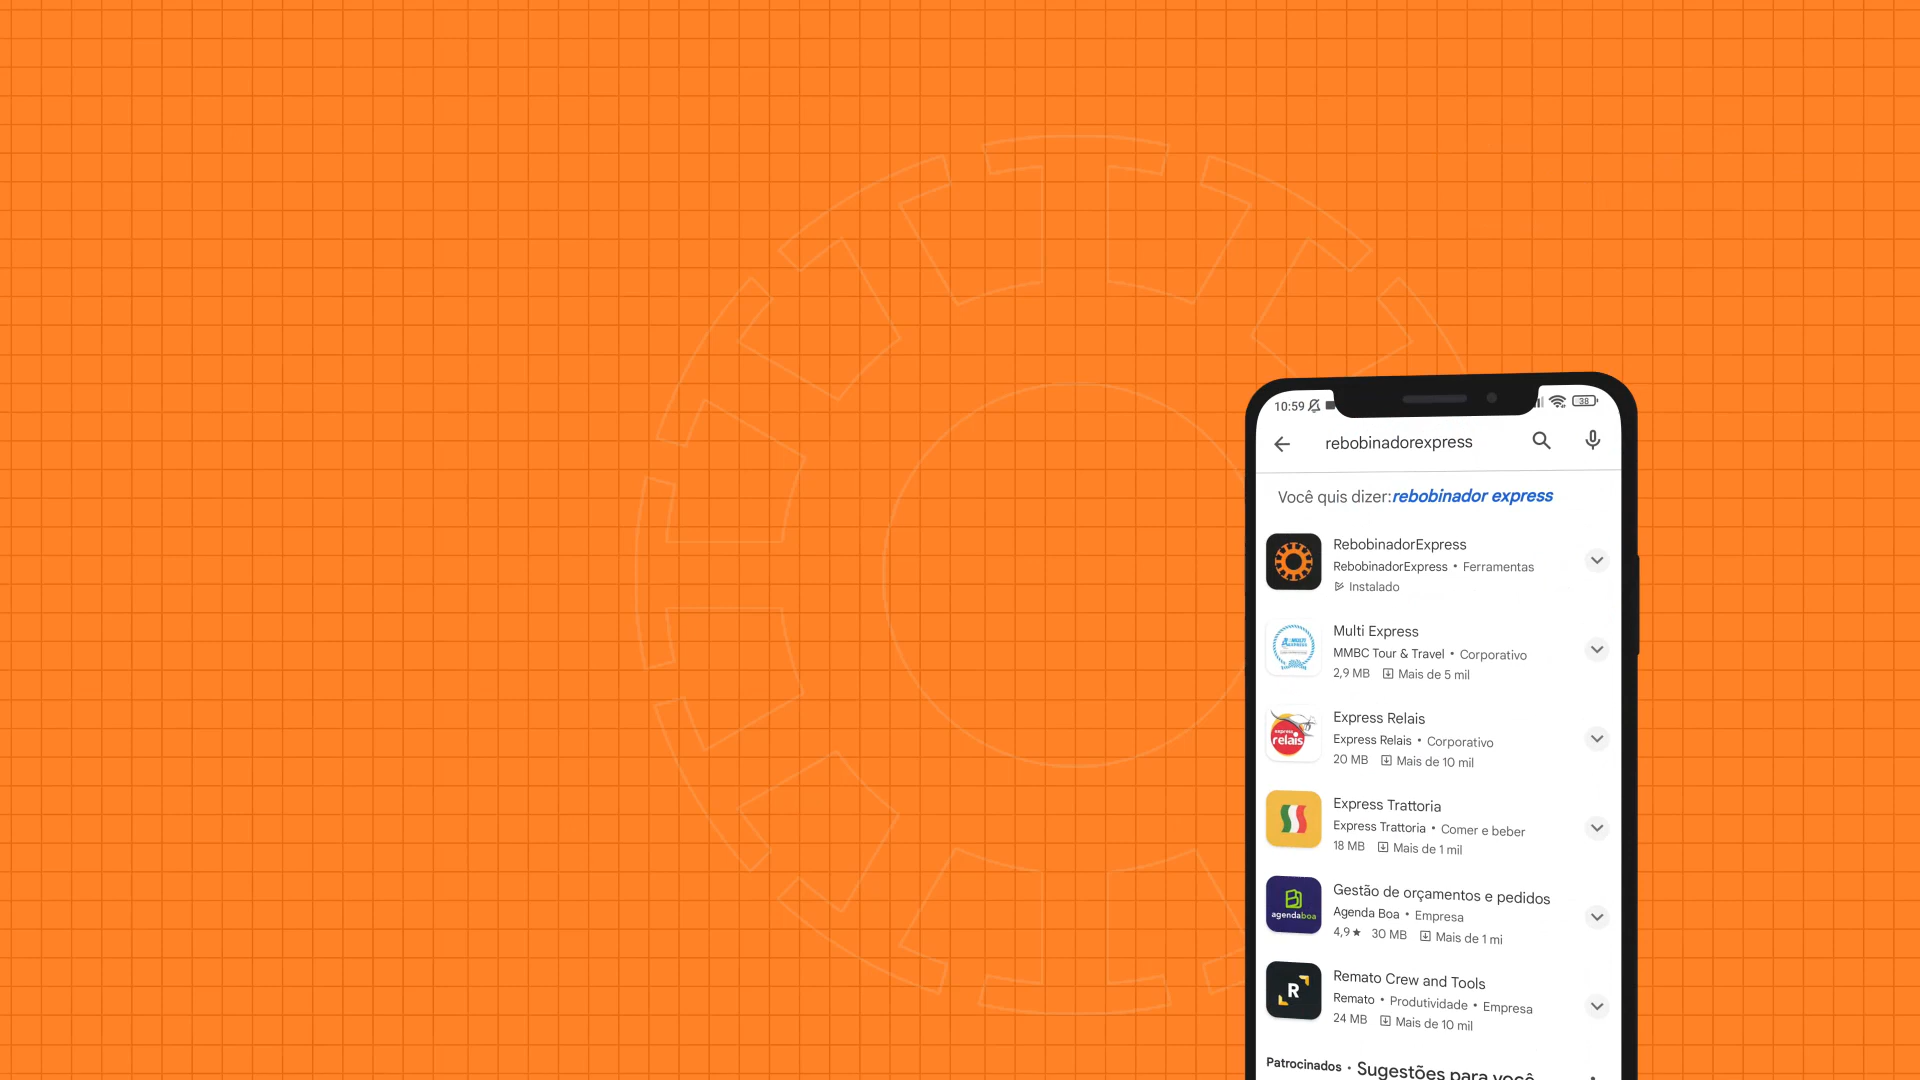 10:59
38
rebobinadorexpress
Você quis dizer:rebobinador express
RebobinadorExpress
RebobinadorExpress • Ferramentas
Instalado
Multi Express
MMBC Tour & Travel • Corporativo
2,9 MB Mais de 5 mil
express
relais
Express Relais
Express Relais • Corporativo
20 MB Mais de 10 mil
Express Trattoria
Express Trattoria • Comer e beber
18 MB Mais de 1 mil
agendaboa
Gestão de orçamentos e pedidos
Agenda Boa • Empresa
4,9★ 30 MB Mais de 1 mi
R
Remato Crew and Tools
Remato • Produtividade • Empresa
24 MB Mais de 10 mil
Patrocinados • Sugestões para você